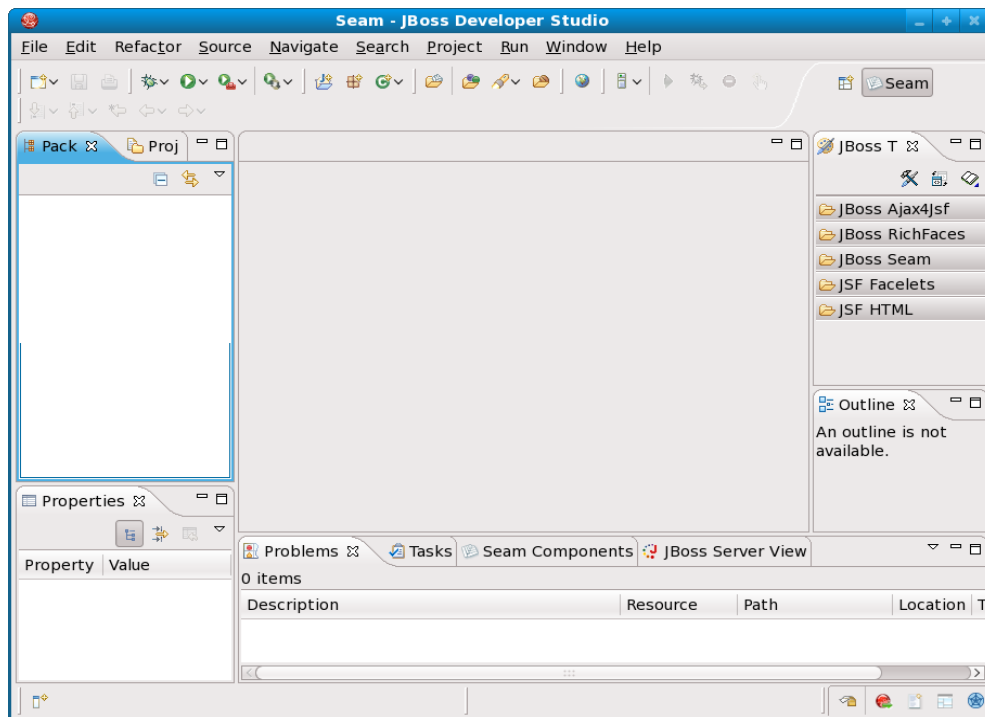 Seam - JBoss Developer Studio
File Edit Refactor Source Navigate Search Project Run Window Help
Seam
Pack Proj
JBoss T
JBoss Ajax4Jsf
JBoss RichFaces
JBoss Seam
JSF Facelets
JSF HTML
Outline
An outline is not
available.
Properties
Property Value
Problems Tasks Seam Components JBoss Server View
0 items
Description Resource Path Location T